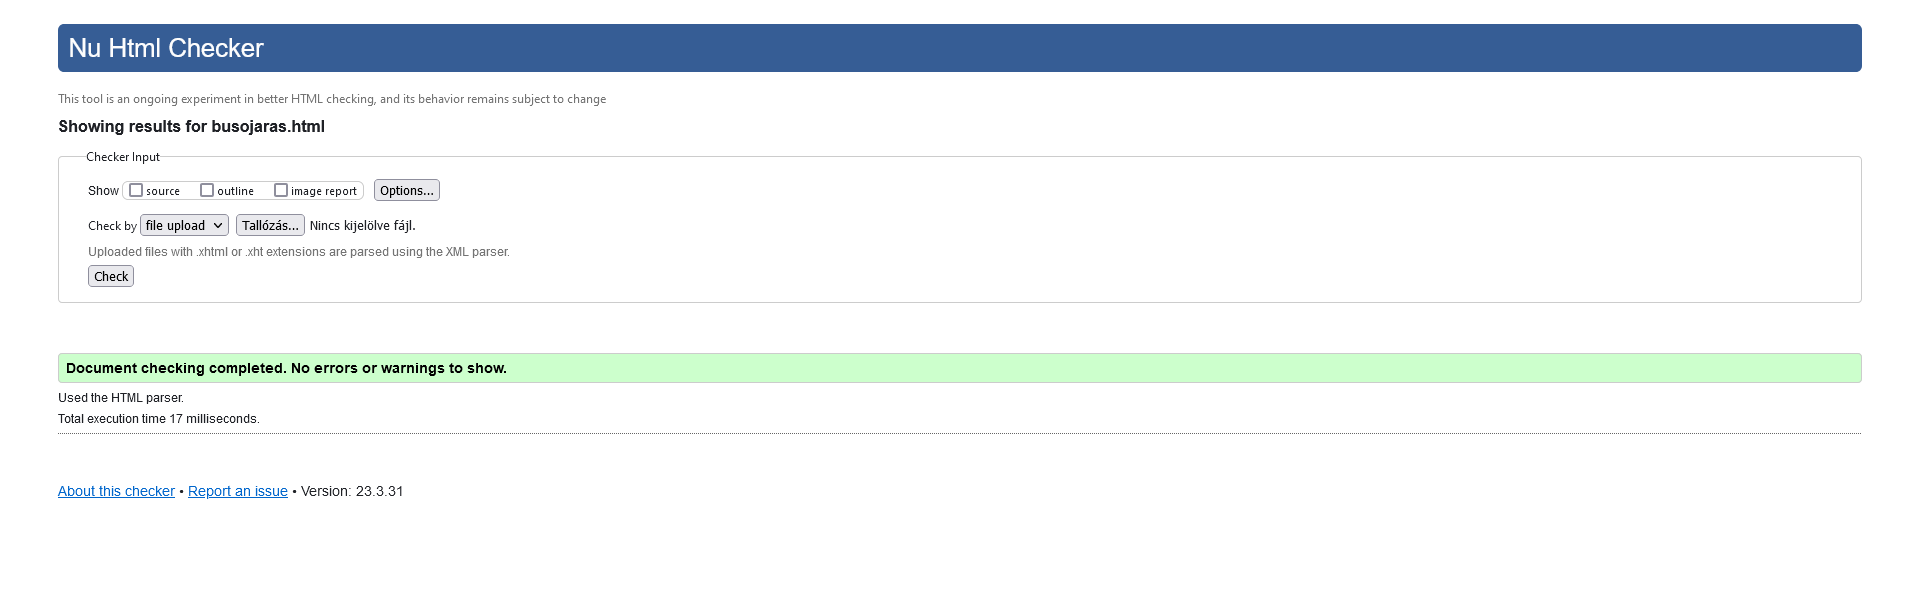 Nu Html Checker
This tool is an ongoing experiment in better HTML checking, and its behavior remains subject to change
Showing results for busojaras.html
Checker Input
Show source outline image report Options...
Check by file upload Tallózás... Nincs kijelölve fájl.
Uploaded files with .xhtml or .xht extensions are parsed using the XML parser.
Check
Document checking completed. No errors or warnings to show.
Used the HTML parser.
Total execution time 17 milliseconds.
About this checker • Report an issue • Version: 23.3.31